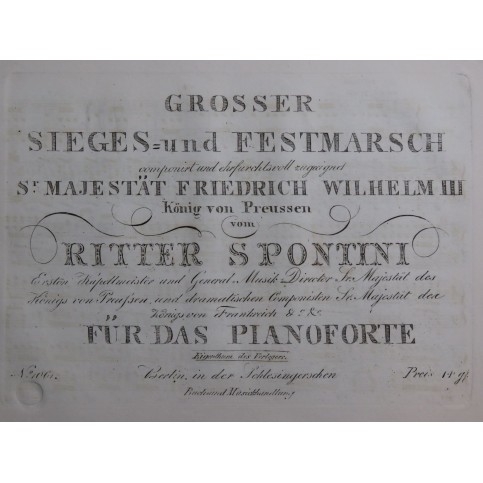 GROSSER
SIEGES=und FESTMARSCH
componirt und ehrfurchtsvoll zugeeignet
Sr. MAJESTÄT FRIEDRICH WILHELM III
König von Preussen
vom
RITTER SPONTINI
Ersten Kapellmeister und General-Musik-Director Sr. Majestät des
Königs von Preussen, und dramatischen Componisten Sr. Majestät des
Königs von Frankreich &c. &c.
FÜR DAS PIANOFORTE
Eigenthum des Verlegers.
Berlin, in der Schlesingerschen Preis
Musikhandlung